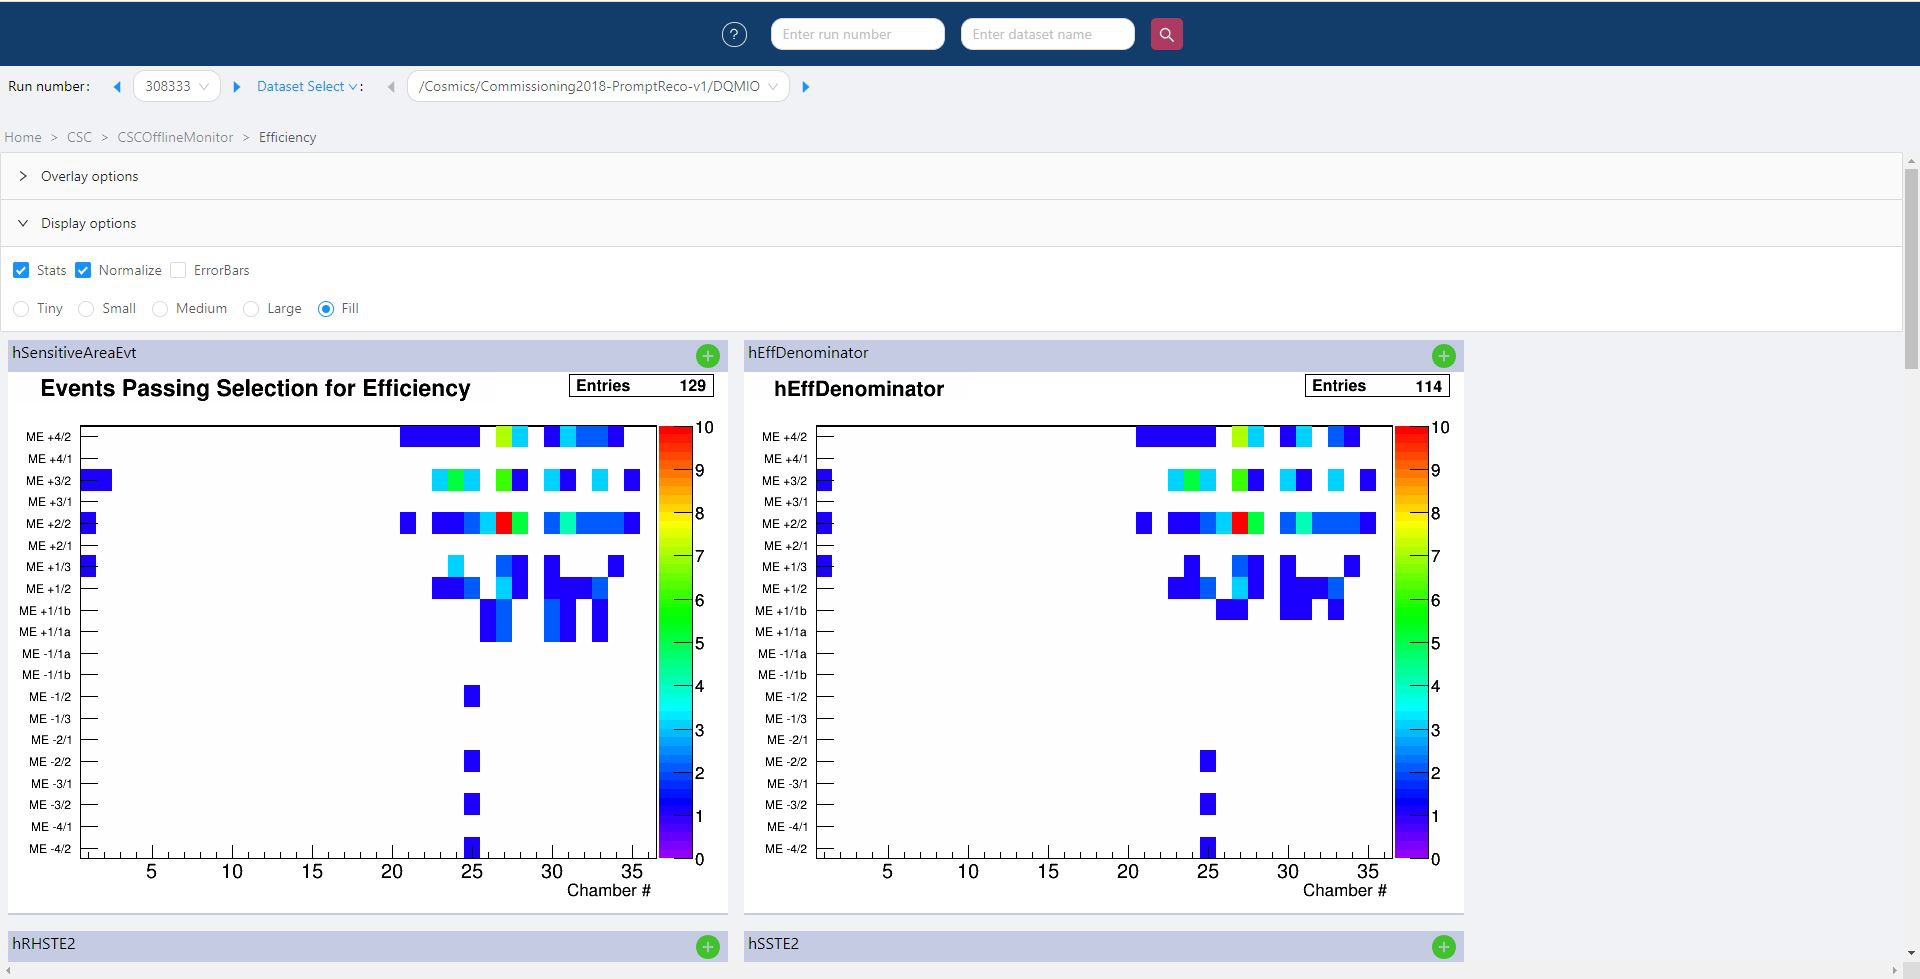 ?
Enter run number
Enter dataset name
Run number:
308333
Dataset Select :
/Cosmics/Commissioning2018-PromptReco-v1/DQMIO
Home > CSC > CSCOfflineMonitor > Efficiency
Overlay options
Display options
Stats Normalize ErrorBars
Tiny Small Medium Large Fill
hSensitiveAreaEvt
Events Passing Selection for Efficiency
Entries 129
ME +4/2
ME +4/1
ME +3/2
ME +3/1
ME +2/2
ME +2/1
ME +1/3
ME +1/2
ME +1/1b
ME +1/1a
ME -1/1a
ME -1/1b
ME -1/2
ME -1/3
ME -2/1
ME -2/2
ME -3/1
ME -3/2
ME -4/1
ME -4/2
5 10 15 20 25 30 35
Chamber #
10
9
8
7
6
5
4
3
2
1
0
hEffDenominator
hEffDenominator
Entries 114
ME +4/2
ME +4/1
ME +3/2
ME +3/1
ME +2/2
ME +2/1
ME +1/3
ME +1/2
ME +1/1b
ME +1/1a
ME -1/1a
ME -1/1b
ME -1/2
ME -1/3
ME -2/1
ME -2/2
ME -3/1
ME -3/2
ME -4/1
ME -4/2
5 10 15 20 25 30 35
Chamber #
10
9
8
7
6
5
4
3
2
1
0
hRHSTE2
hSSTE2